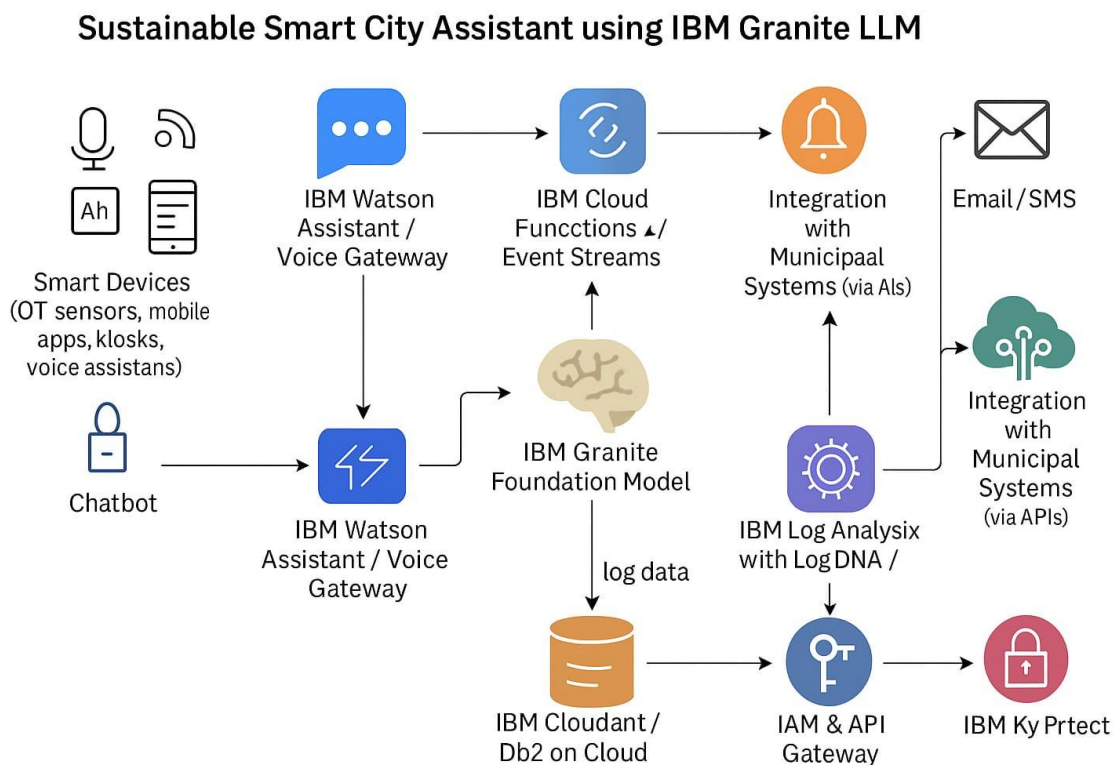 Sustainable Smart City Assistant using IBM Granite LLM
Ah
Smart Devices
(OT sensors, mobile
apps, klosks,
voice assistans)
IBM Watson
Assistant /
Voice Gateway
IBM Cloud
Funcctions /
Event Streams
Integration
with
Municipaal
Systems (via AIs)
Email / SMS
Chatbot
IBM Watson
Assistant / Voice
Gateway
IBM Granite
Foundation Model
IBM Log Analysix
with Log DNA /
Integration
with
Municipal
Systems
(via APIs)
log data
IBM Cloudant /
Db2 on Cloud
IAM & API
Gateway
IBM Ky Prtect